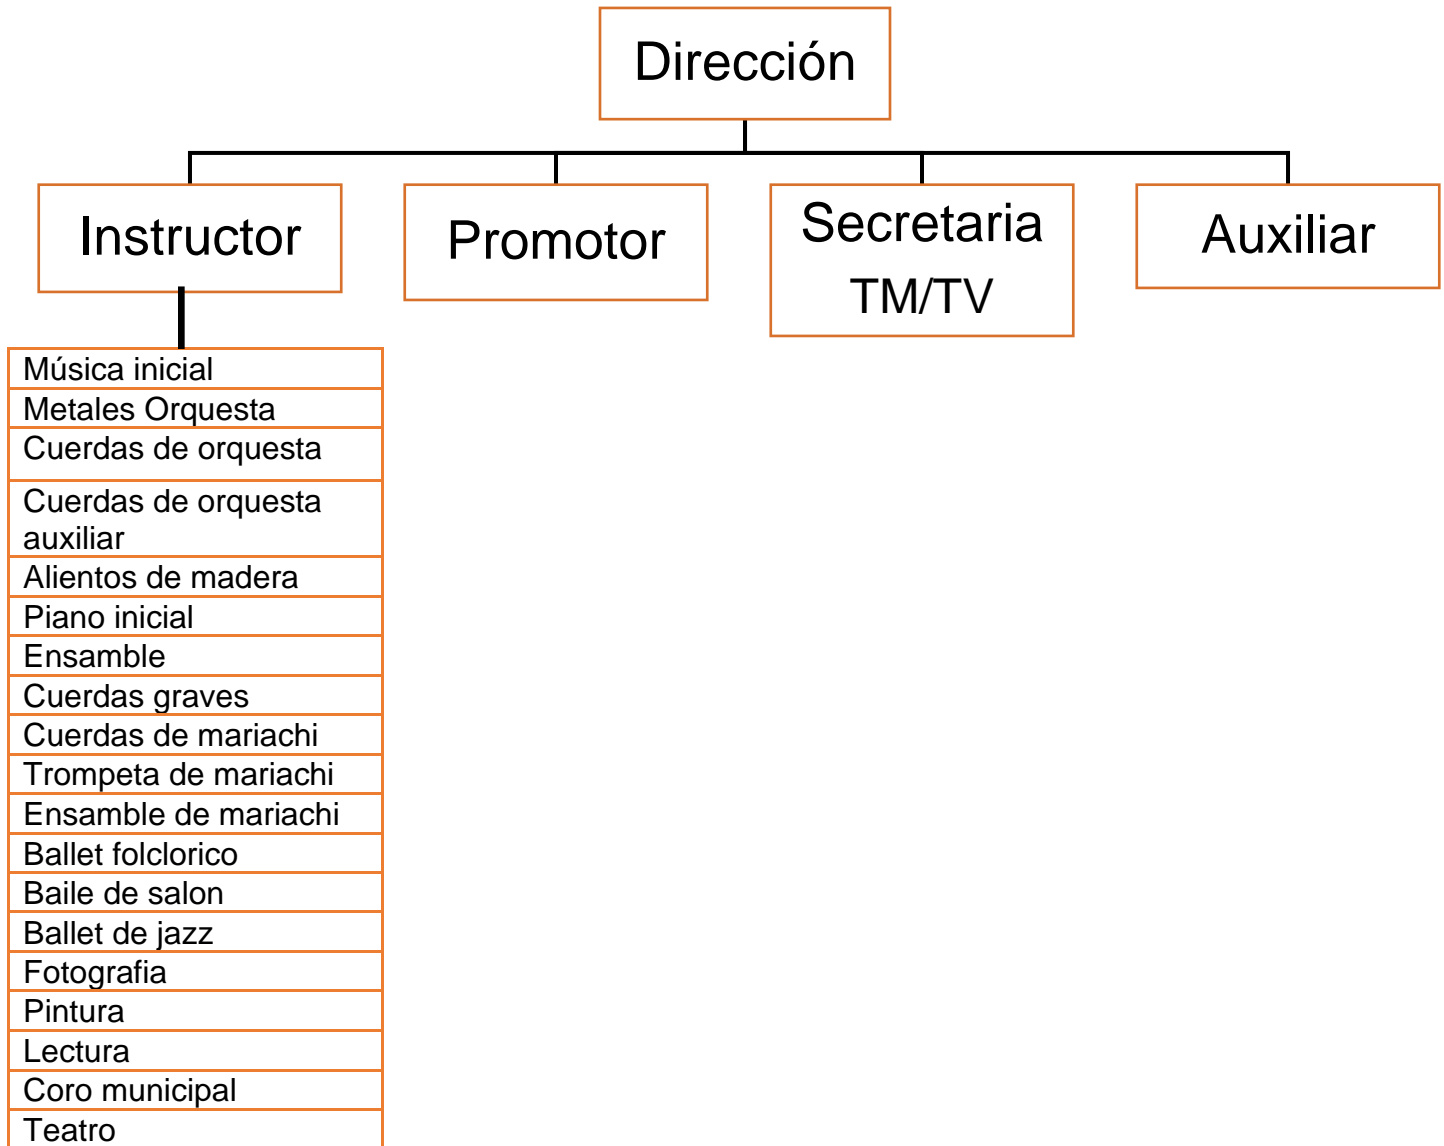 Dirección
Instructor
Promotor
Secretaria
TM/TV
Auxiliar
Música inicial
Metales Orquesta
Cuerdas de orquesta
Cuerdas de orquesta
auxiliar
Alientos de madera
Piano inicial
Ensamble
Cuerdas graves
Cuerdas de mariachi
Trompeta de mariachi
Ensamble de mariachi
Ballet folclorico
Baile de salon
Ballet de jazz
Fotografia
Pintura
Lectura
Coro municipal
Teatro